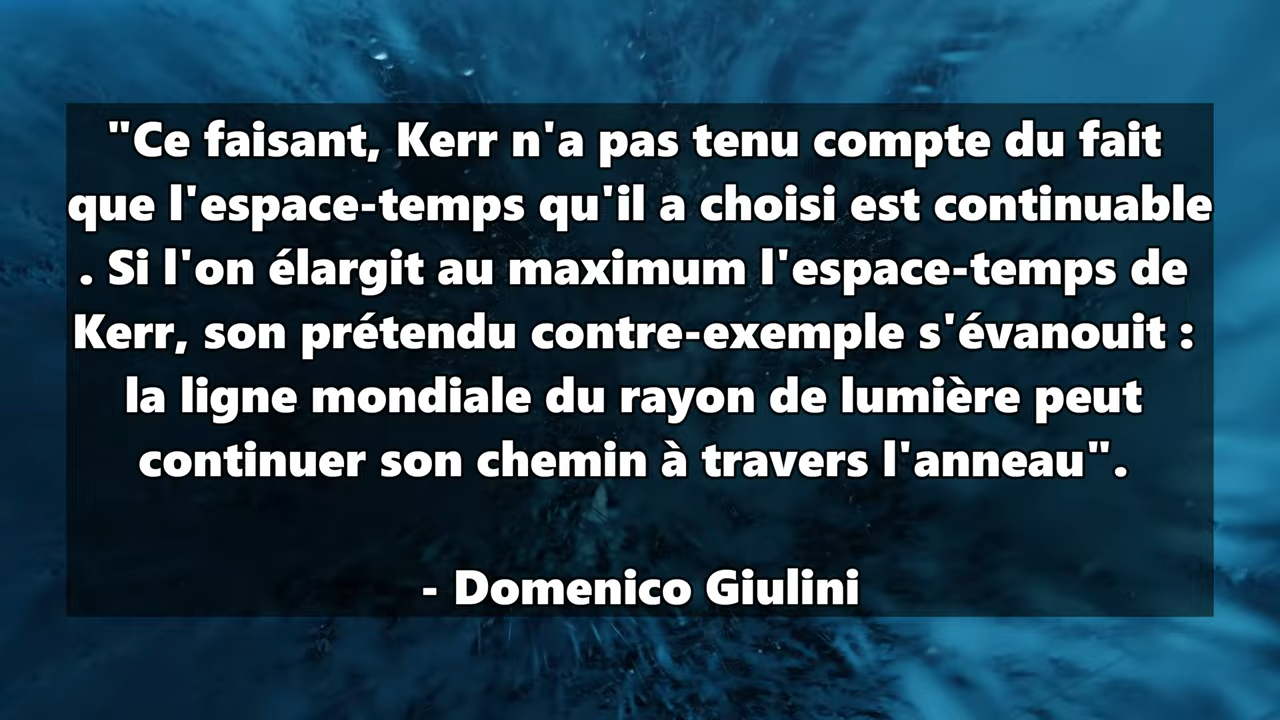 "Ce faisant, Kerr n'a pas tenu compte du fait
que l'espace-temps qu'il a choisi est continuable
. Si l'on élargit au maximum l'espace-temps de
Kerr, son prétendu contre-exemple s'évanouit :
la ligne mondiale du rayon de lumière peut
continuer son chemin à travers l'anneau".
- Domenico Giulini